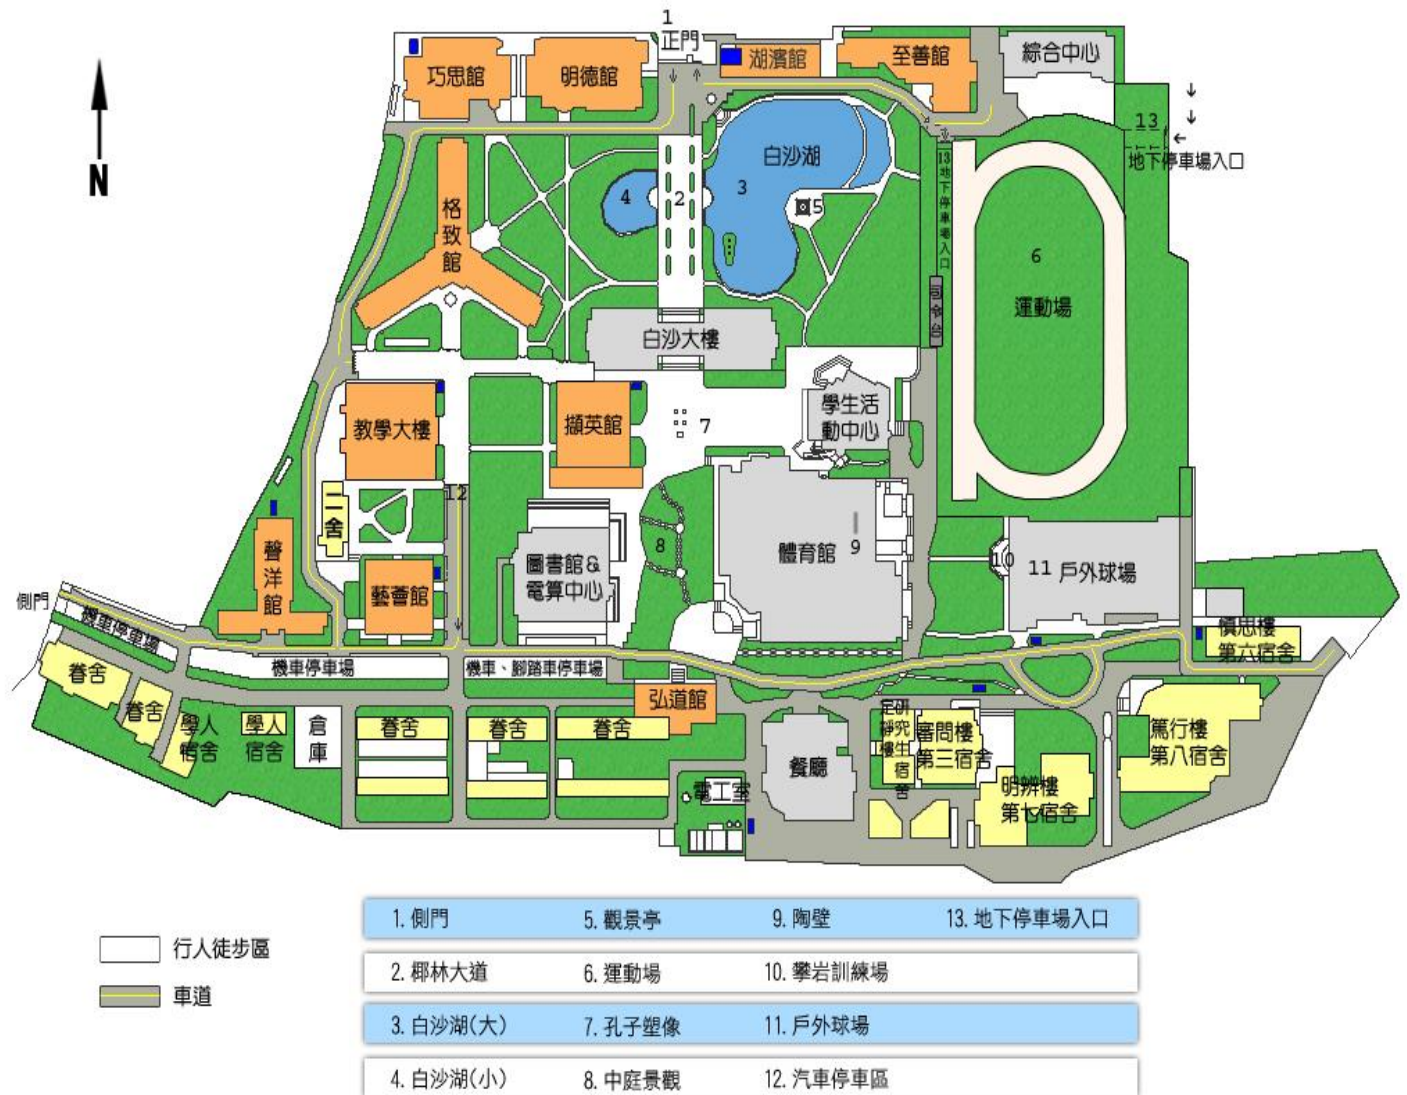 1
正門
巧思館
明德館
湖濱館
至善館
綜合中心
N
格致館
白沙湖
4
2
3
5
13
地下停車場入口
13地下停車場入口
司令台
6
運動場
白沙大樓
教學大樓
擷英館
7
學生活
動中心
12
二舍
聲洋館
藝薈館
圖書館&
電算中心
8
體育館
9
10
11 戶外球場
側門
機車停車場
機車停車場
機車、腳踏車停車場
弘道館
慎思樓
第六宿舍
眷舍
眷舍
學人
宿舍
學人
宿舍
倉庫
眷舍
眷舍
眷舍
電工室
餐廳
定靜樓
研究生宿舍
審問樓
第三宿舍
明辨樓
第七宿舍
篤行樓
第八宿舍
行人徒步區
車道
1. 側門 5. 觀景亭 9. 陶壁 13. 地下停車場入口
2. 椰林大道 6. 運動場 10. 攀岩訓練場
3. 白沙湖(大) 7. 孔子塑像 11. 戶外球場
4. 白沙湖(小) 8. 中庭景觀 12. 汽車停車區